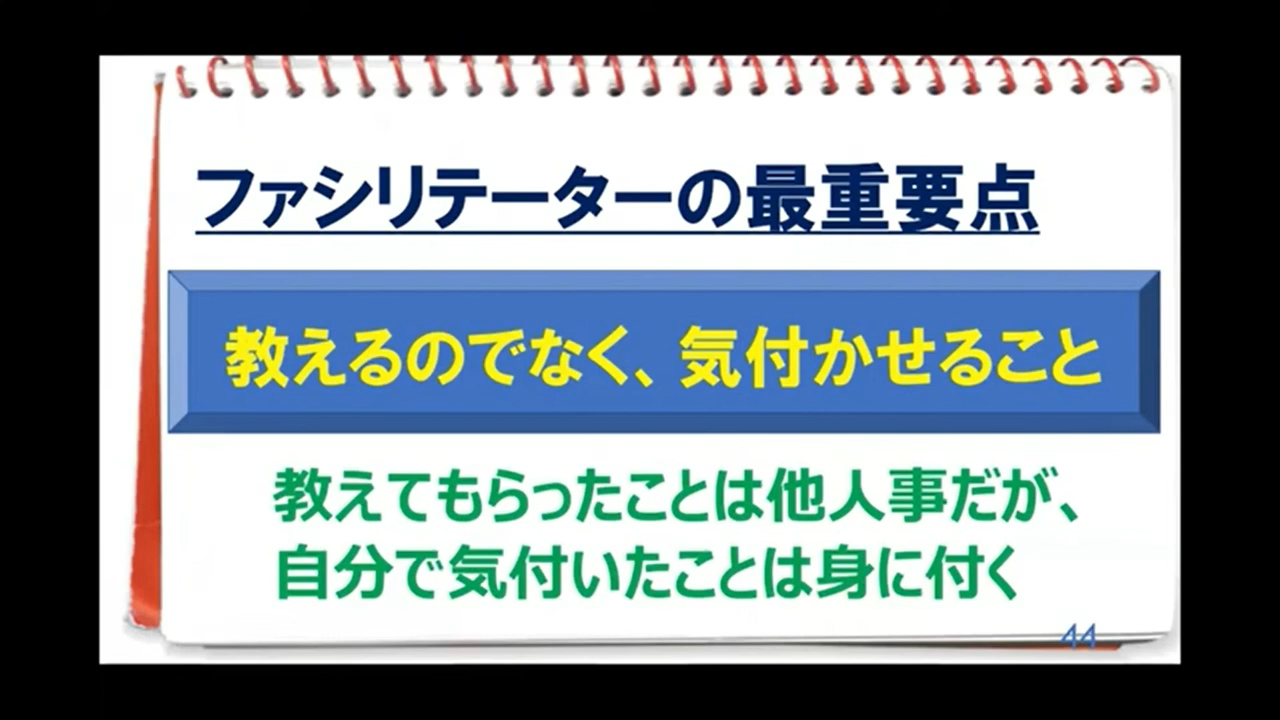 ファシリテーターの最重要点
教えるのでなく、気付かせること
教えてもらったことは他人事だが、
自分で気付いたことは身に付く
44